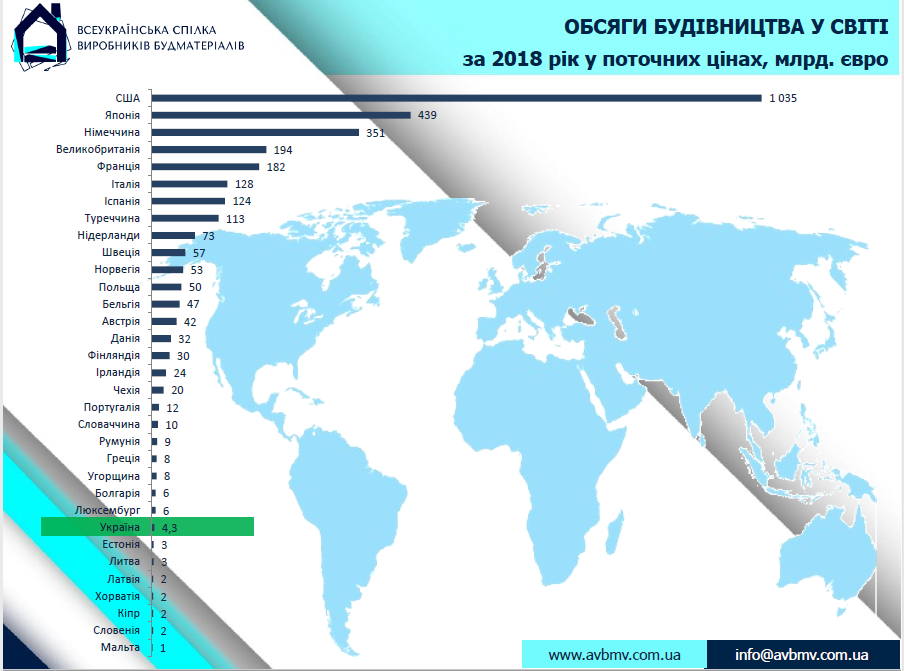 ВСЕУКРАЇНСЬКА СПІЛКА
ВИРОБНИКІВ БУДМАТЕРІАЛІВ
ОБСЯГИ БУДІВНИЦТВА У СВІТІ
за 2018 рік у поточних цінах, млрд. євро
США 1 035
Японія 439
Німеччина 351
Великобританія 194
Франція 182
Італія 128
Іспанія 124
Туреччина 113
Нідерланди 73
Швеція 57
Норвегія 53
Польща 50
Бельгія 47
Австрія 42
Данія 32
Фінляндія 30
Ірландія 24
Чехія 20
Португалія 12
Словаччина 10
Румунія 9
Греція 8
Угорщина 8
Болгарія 6
Люксембург 6
Україна 4,3
Естонія 3
Литва 3
Латвія 2
Хорватія 2
Кіпр 2
Словенія 2
Мальта 1
www.avbmv.com.ua info@avbmv.com.ua